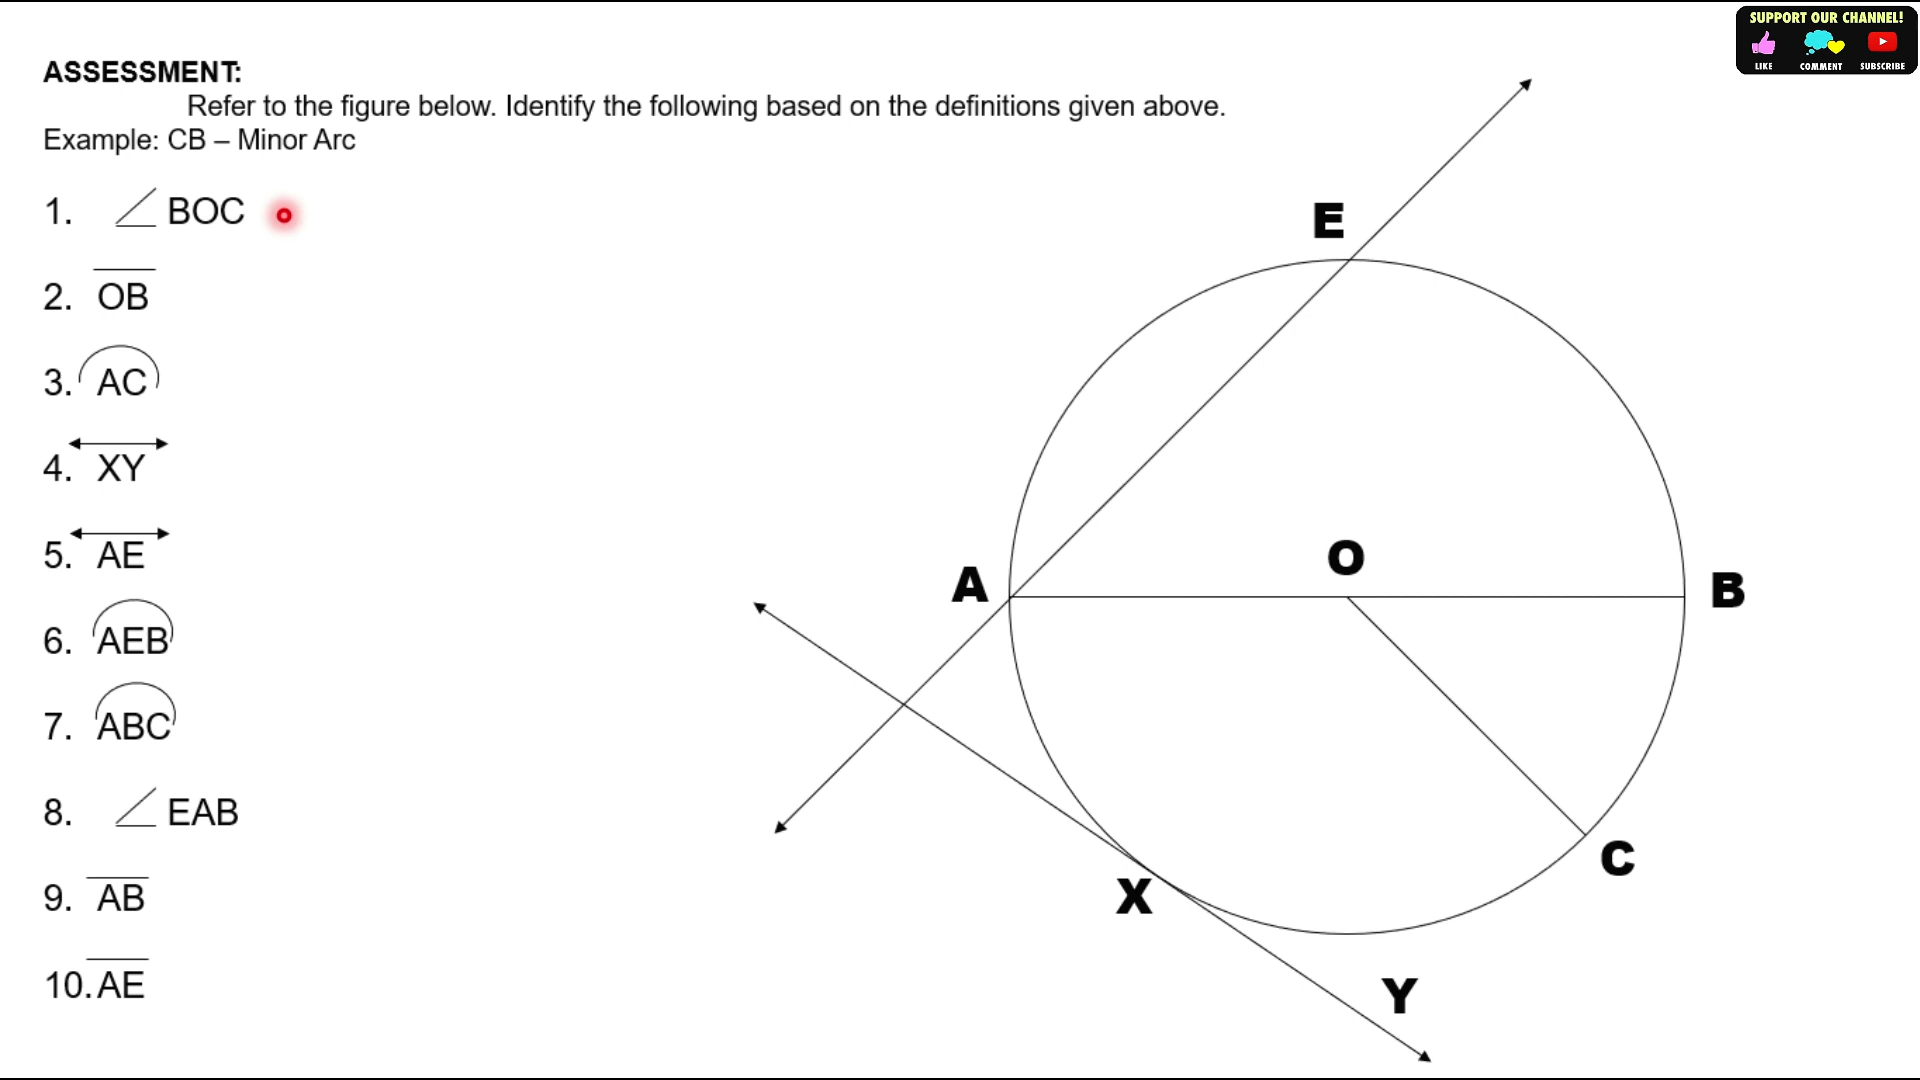 SUPPORT OUR CHANNEL!
LIKE COMMENT SUBSCRIBE
ASSESSMENT:
Refer to the figure below. Identify the following based on the definitions given above.
Example: CB – Minor Arc
1. ∠BOC
2. OB
3. AC
4. XY
5. AE
6. AEB
7. ABC
8. ∠EAB
9. AB
10. AE
E
O
A
B
C
X
Y